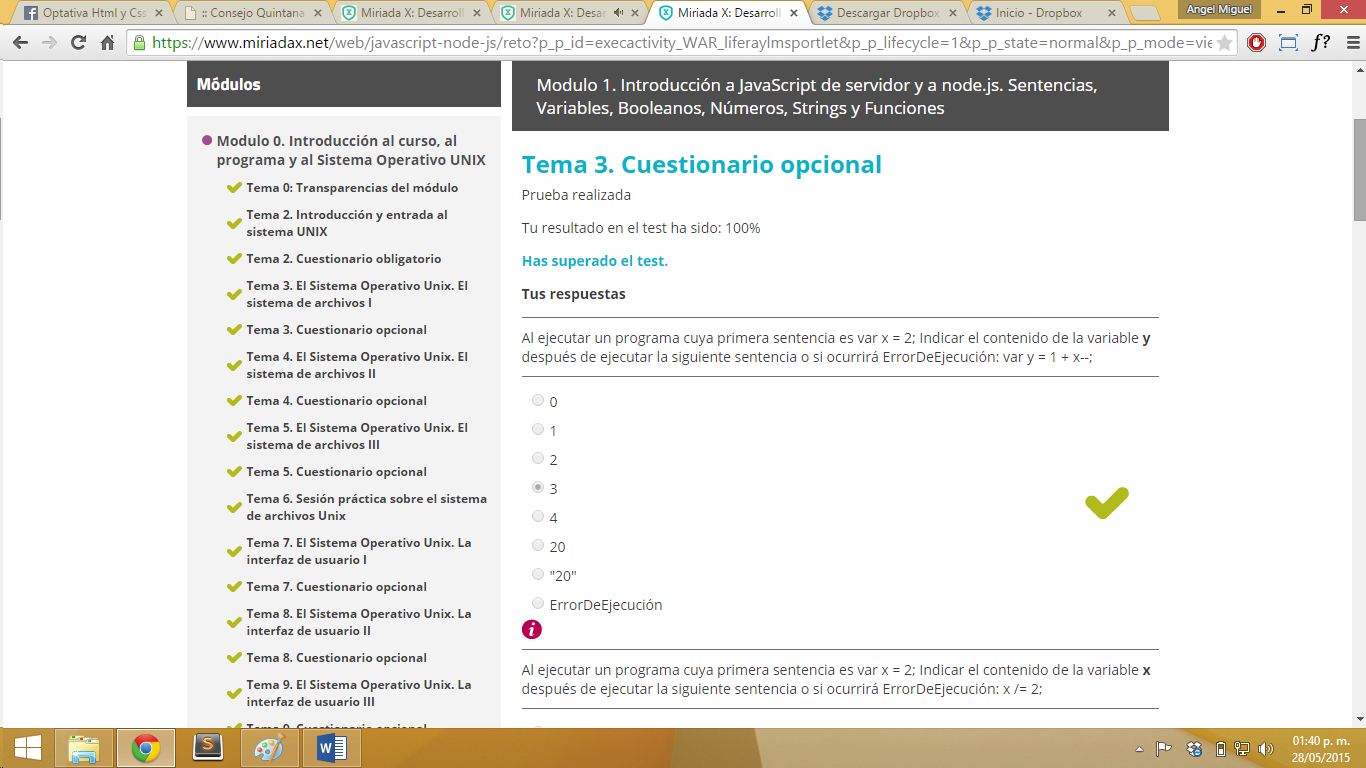 Optativa Html y Css
:: Consejo Quintana
Miriada X: Desarroll
Miriada X: Desar
Miriada X: Desarroll
Descargar Dropbox
Inicio - Dropbox
Angel Miguel
https://www.miriadax.net/web/javascript-node-js/reto?p_p_id=execactivity_WAR_liferaylmsportlet&p_p_lifecycle=1&p_p_state=normal&p_p_mode=vie
f?
Módulos
Modulo 0. Introducción al curso, al
programa y al Sistema Operativo UNIX
Tema 0: Transparencias del módulo
Tema 2. Introducción y entrada al
sistema UNIX
Tema 2. Cuestionario obligatorio
Tema 3. El Sistema Operativo Unix. El
sistema de archivos I
Tema 3. Cuestionario opcional
Tema 4. El Sistema Operativo Unix. El
sistema de archivos II
Tema 4. Cuestionario opcional
Tema 5. El Sistema Operativo Unix. El
sistema de archivos III
Tema 5. Cuestionario opcional
Tema 6. Sesión práctica sobre el sistema
de archivos Unix
Tema 7. El Sistema Operativo Unix. La
interfaz de usuario I
Tema 7. Cuestionario opcional
Tema 8. El Sistema Operativo Unix. La
interfaz de usuario II
Tema 8. Cuestionario opcional
Tema 9. El Sistema Operativo Unix. La
interfaz de usuario III
Tema 9. Cuestionario opcional
Modulo 1. Introducción a JavaScript de servidor y a node.js. Sentencias,
Variables, Booleanos, Números, Strings y Funciones
Tema 3. Cuestionario opcional
Prueba realizada
Tu resultado en el test ha sido: 100%
Has superado el test.
Tus respuestas
Al ejecutar un programa cuya primera sentencia es var x = 2; Indicar el contenido de la variable y
después de ejecutar la siguiente sentencia o si ocurrirá ErrorDeEjecución: var y = 1 + x--;
0
1
2
3
4
20
"20"
ErrorDeEjecución
i
Al ejecutar un programa cuya primera sentencia es var x = 2; Indicar el contenido de la variable x
después de ejecutar la siguiente sentencia o si ocurrirá ErrorDeEjecución: x /= 2;
01:40 p. m.
28/05/2015